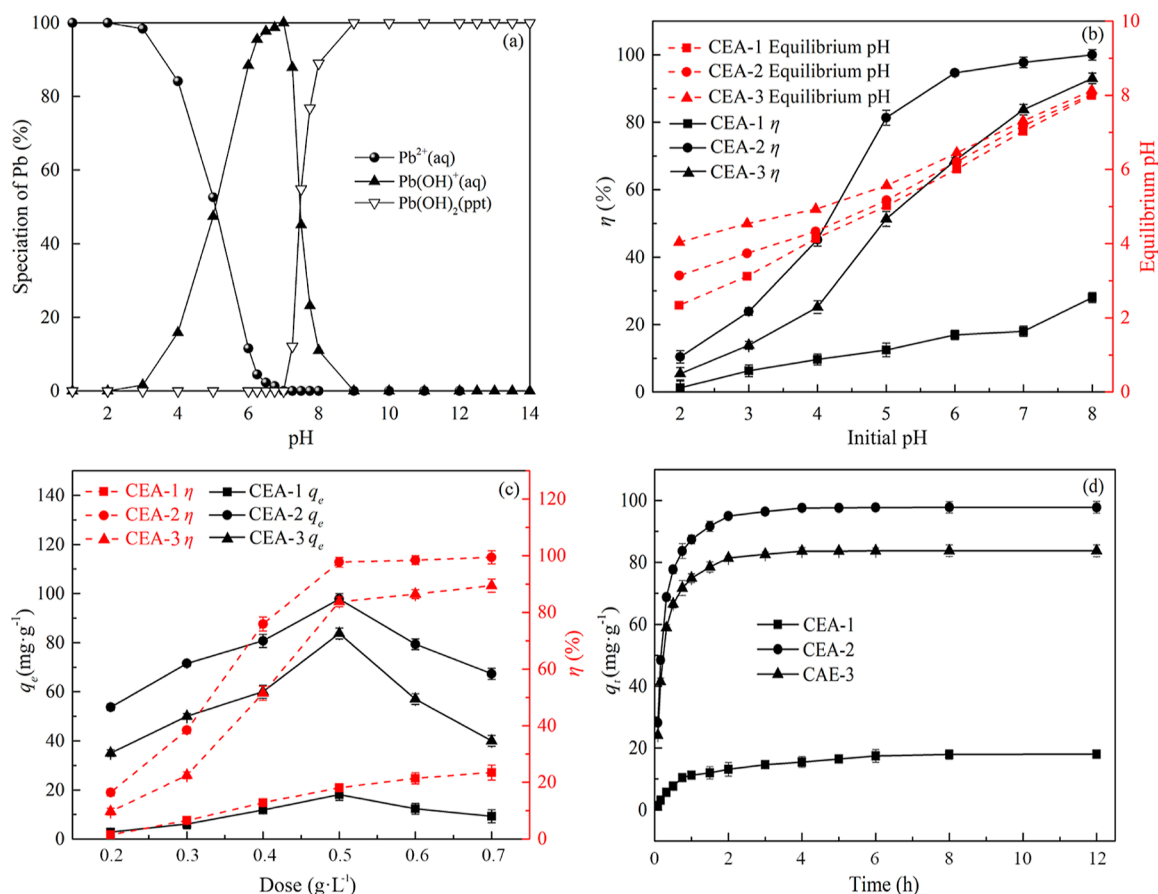 (a)
100
80
60
40
20
0
Speciation of Pb (%)
Pb²⁺(aq)
Pb(OH)⁺(aq)
Pb(OH)₂(ppt)
2 4 6 8 10 12 14
pH
(b)
100
80
60
40
20
0
η (%)
CEA-1 Equilibrium pH
CEA-2 Equilibrium pH
CEA-3 Equilibrium pH
CEA-1 η
CEA-2 η
CEA-3 η
10
8
6
4
2
0
Equilibrium pH
2 3 4 5 6 7 8
Initial pH
(c)
140
120
100
80
60
40
20
0
qₑ (mg·g⁻¹)
CEA-1 η CEA-1 qₑ
CEA-2 η CEA-2 qₑ
CEA-3 η CEA-3 qₑ
120
100
80
60
40
20
0
η (%)
0.2 0.3 0.4 0.5 0.6 0.7
Dose (g·L⁻¹)
(d)
100
80
60
40
20
0
qₜ (mg·g⁻¹)
CEA-1
CEA-2
CAE-3
0 2 4 6 8 10 12
Time (h)